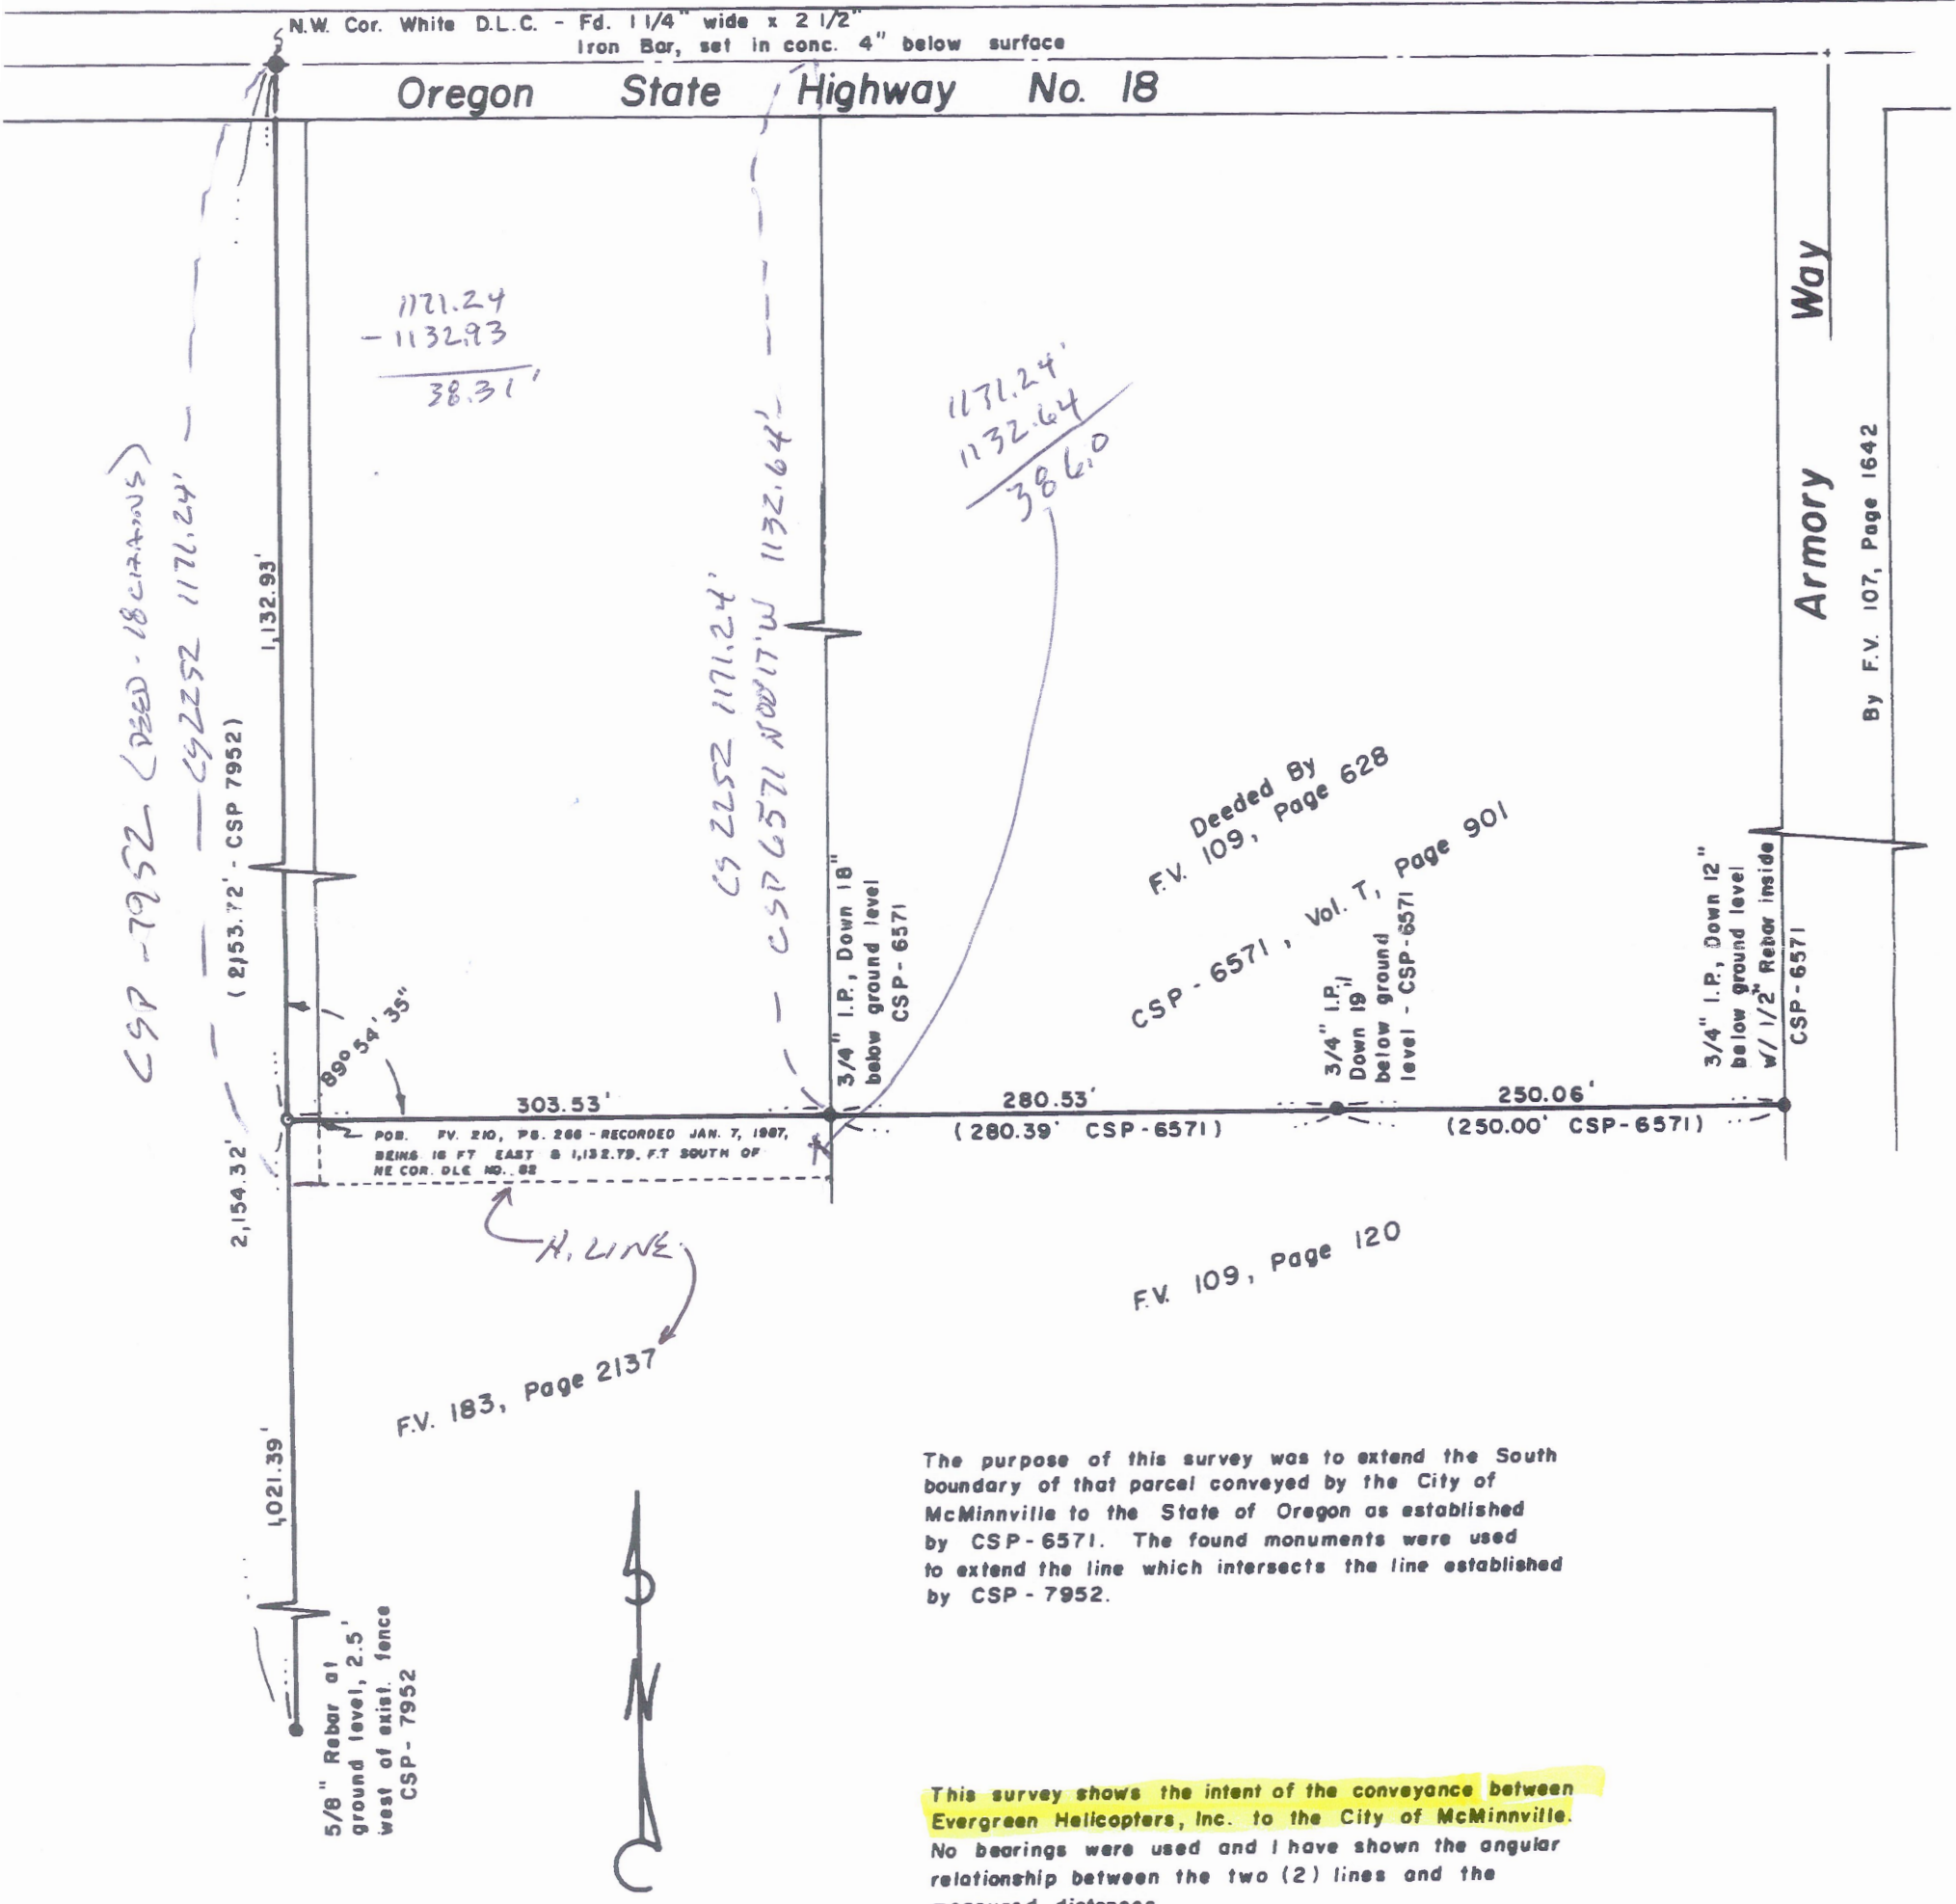 N.W. Cor. White D.L.C. - Fd. 1 1/4" wide x 2 1/2"
Iron Bar, set in conc. 4" below surface
Oregon State Highway No. 18
1171.24
- 1132.93
38.31'
1171.24'
1132.64
38.60
CSP-7952 (DEED-18 CHAINS)
CS2252 1171.24'
1,132.93'
(2,153.72' - CSP 7952)
CS 2252 1171.24'
CSP 6571 N00°17'W 1132.64'
Armory Way
By F.V. 107, Page 1642
Deeded By
F.V. 109, Page 628
CSP-6571, Vol. T, Page 901
3/4" I.P., Down 18"
below ground level
CSP-6571
3/4" I.P.,
Down 19"
below ground
level - CSP-6571
3/4" I.P., Down 12"
below ground level
w/ 1/2" Rebar inside
CSP-6571
89° 54' 35"
303.53'
280.53'
250.06'
(280.39' CSP-6571)
(250.00' CSP-6571)
POB. FV. 210, PG. 266 - RECORDED JAN. 7, 1987,
BEING 16 FT EAST & 1,132.79. F.T SOUTH OF
NE COR. DLC NO. 82
2,154.32'
N. LINE
F.V. 109, Page 120
F.V. 183, Page 2137
1,021.39'
The purpose of this survey was to extend the South
boundary of that parcel conveyed by the City of
McMinnville to the State of Oregon as established
by CSP-6571. The found monuments were used
to extend the line which intersects the line established
by CSP - 7952.
5/8" Rebar at
ground level, 2.5'
west of exist. fence
CSP-7952
N
This survey shows the intent of the conveyance between
Evergreen Helicopters, Inc. to the City of McMinnville.
No bearings were used and I have shown the angular
relationship between the two (2) lines and the
measured distances